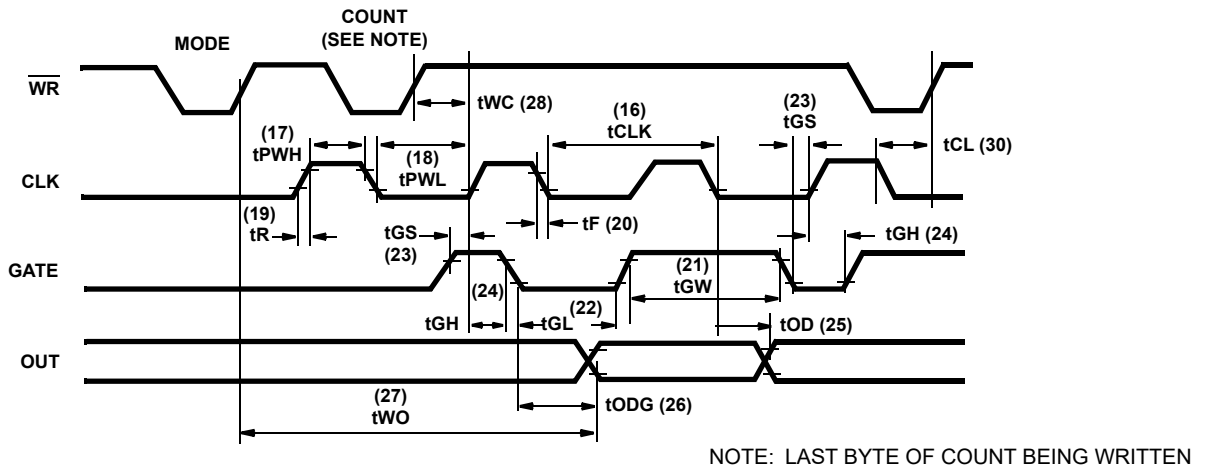 COUNT
(SEE NOTE)
MODE
WR
tWC (28)
(16)
tCLK
(23)
tGS
tCL (30)
(17)
tPWH
(18)
tPWL
CLK
(19)
tR
tGS
(23)
tF (20)
tGH (24)
GATE
(24)
tGH
(22)
tGL
(21)
tGW
tOD (25)
OUT
(27)
tWO
tODG (26)
NOTE: LAST BYTE OF COUNT BEING WRITTEN